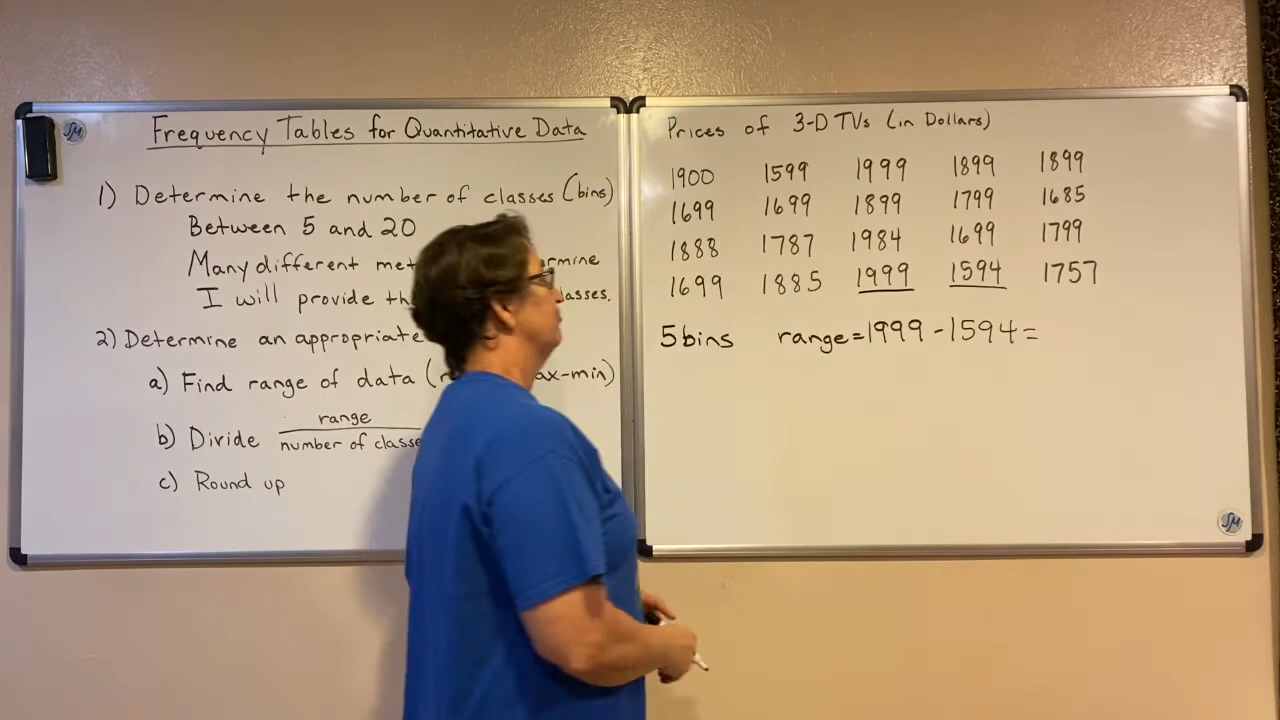 Frequency Tables for Quantitative Data
1) Determine the number of classes (bins)
Between 5 and 20
Many different
I will provide
2) Determine an appropriate
a) Find range of data ( -min)
b) Divide range
number of
c) Round up
Prices of 3-D TVs (in Dollars)
1900 1599 1999 1899 1899
1699 1699 1899 1799 1685
1888 1787 1984 1699 1799
1699 1885 1999 1594 1757
5 bins range=1999-1594=
SM
SM